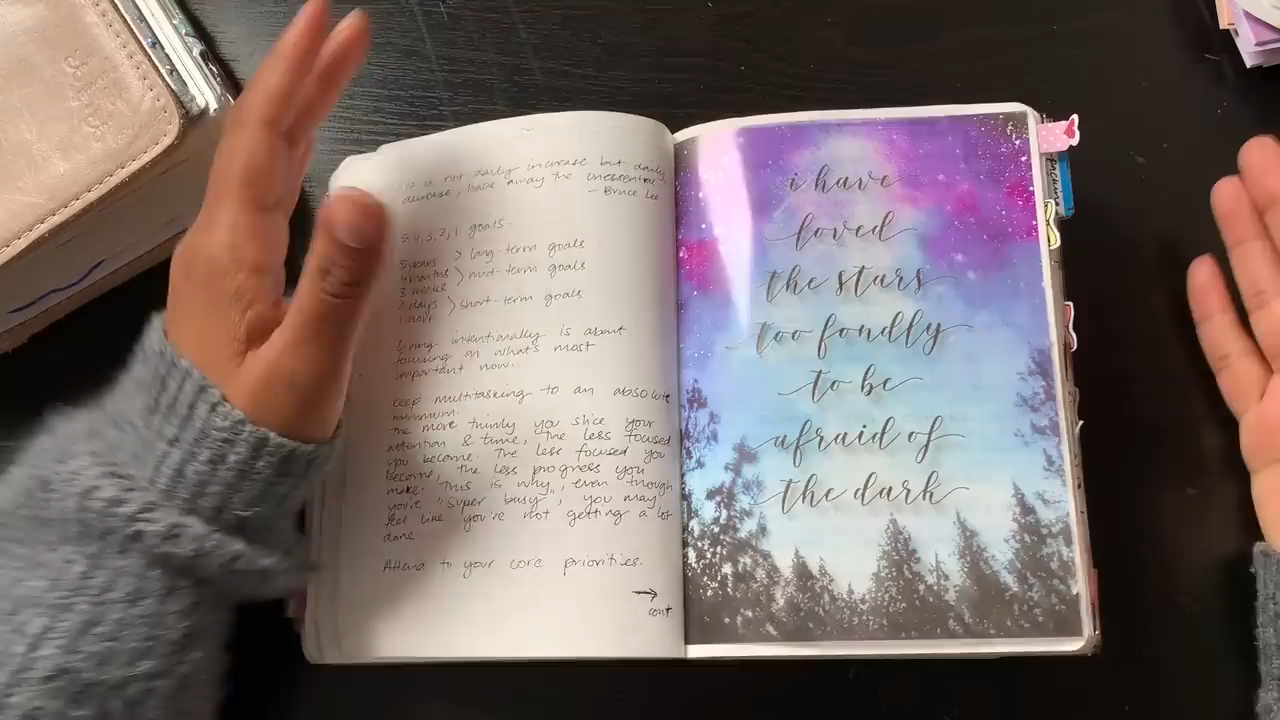 It is not daily increase but daily
decrease, hack away the unessential
– Bruce Lee
5, 4, 3, 2, 1 goals.
5 years > long-term goals
4 months
3 weeks > mid-term goals
2 days
1 hour > short-term goals
Living intentionally is about
focusing on what's most
important now.
Keep multitasking to an absolute
minimum.
The more thinly you slice your
attention & time, the less focused
you become. The less focused you
become, the less progress you
make. This is why, even though
you're "super busy", you may
feel like you're not getting a lot
done
Attend to your core priorities.
→
cont
i have
loved
the stars
too fondly
to be
afraid of
the dark